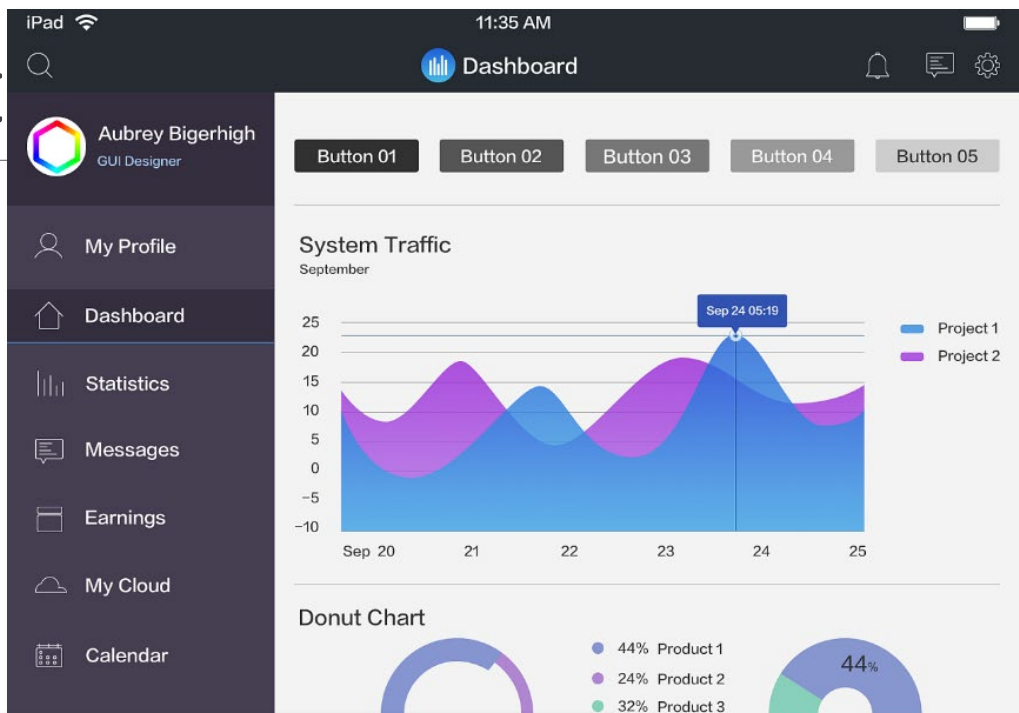 iPad
11:35 AM
Dashboard
Aubrey Bigerhigh
GUI Designer
My Profile
Dashboard
Statistics
Messages
Earnings
My Cloud
Calendar
Button 01
Button 02
Button 03
Button 04
Button 05
System Traffic
September
25
20
15
10
5
0
−5
−10
Sep 24 05:19
Sep 20
21
22
23
24
25
Project 1
Project 2
Donut Chart
44% Product 1
24% Product 2
32% Product 3
44%